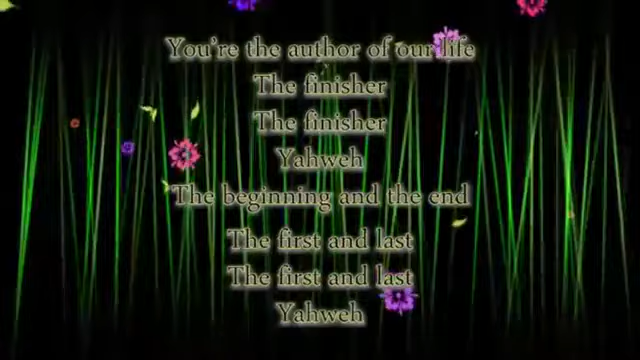 You're the author of our life
The finisher
The finisher
Yahweh
The beginning and the end
The first and last
The first and last
Yahweh